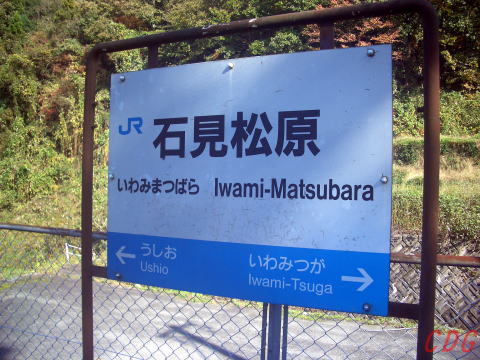 JR 石見松原
いわみまつばら Iwami-Matsubara
← うしお いわみつが →
Ushio Iwami-Tsuga
CDG